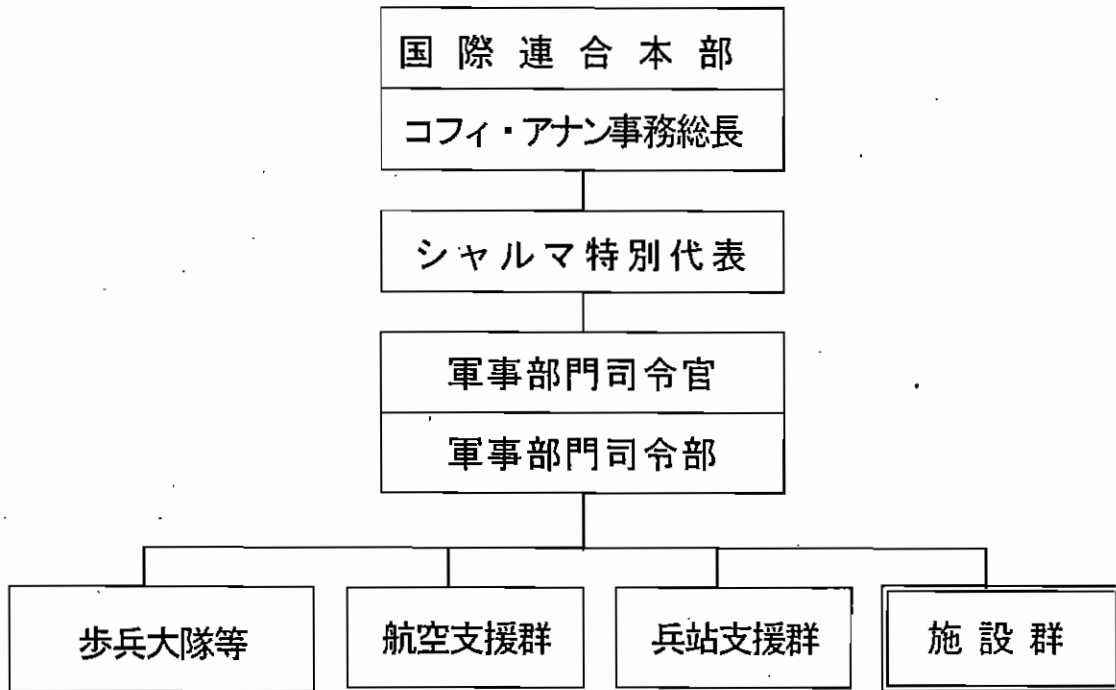 国際連合本部
コフィ・アナン事務総長
シャルマ特別代表
軍事部門司令官
軍事部門司令部
歩兵大隊等
航空支援群
兵站支援群
施設群